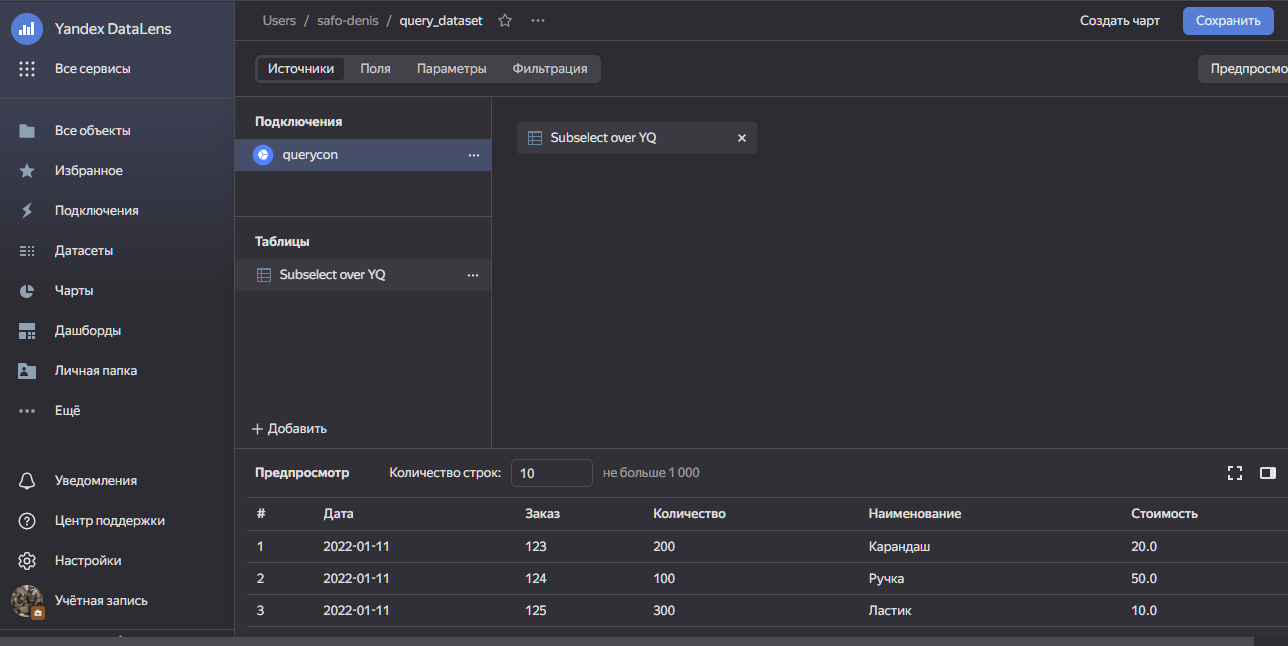 Yandex DataLens
Все сервисы
Все объекты
Избранное
Подключения
Датасеты
Чарты
Дашборды
Личная папка
Ещё
Уведомления
Центр поддержки
Настройки
Учётная запись
Users / safo-denis / query_dataset
Создать чарт
Сохранить
Источники Поля Параметры Фильтрация
Предпросмо
Подключения
querycon
Таблицы
Subselect over YQ
+ Добавить
Subselect over YQ
Предпросмотр Количество строк: 10 не больше 1 000
# Дата Заказ Количество Наименование Стоимость
1 2022-01-11 123 200 Карандаш 20.0
2 2022-01-11 124 100 Ручка 50.0
3 2022-01-11 125 300 Ластик 10.0